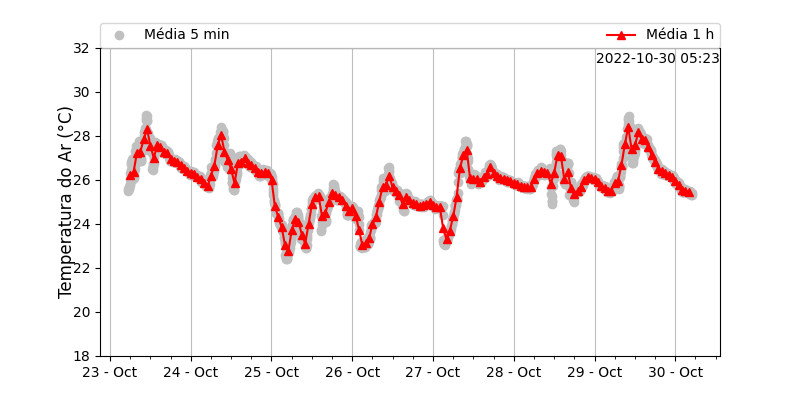 Média 5 min
Média 1 h
2022-10-30 05:23
Temperatura do Ar (°C)
32
30
28
26
24
22
20
18
23 - Oct
24 - Oct
25 - Oct
26 - Oct
27 - Oct
28 - Oct
29 - Oct
30 - Oct